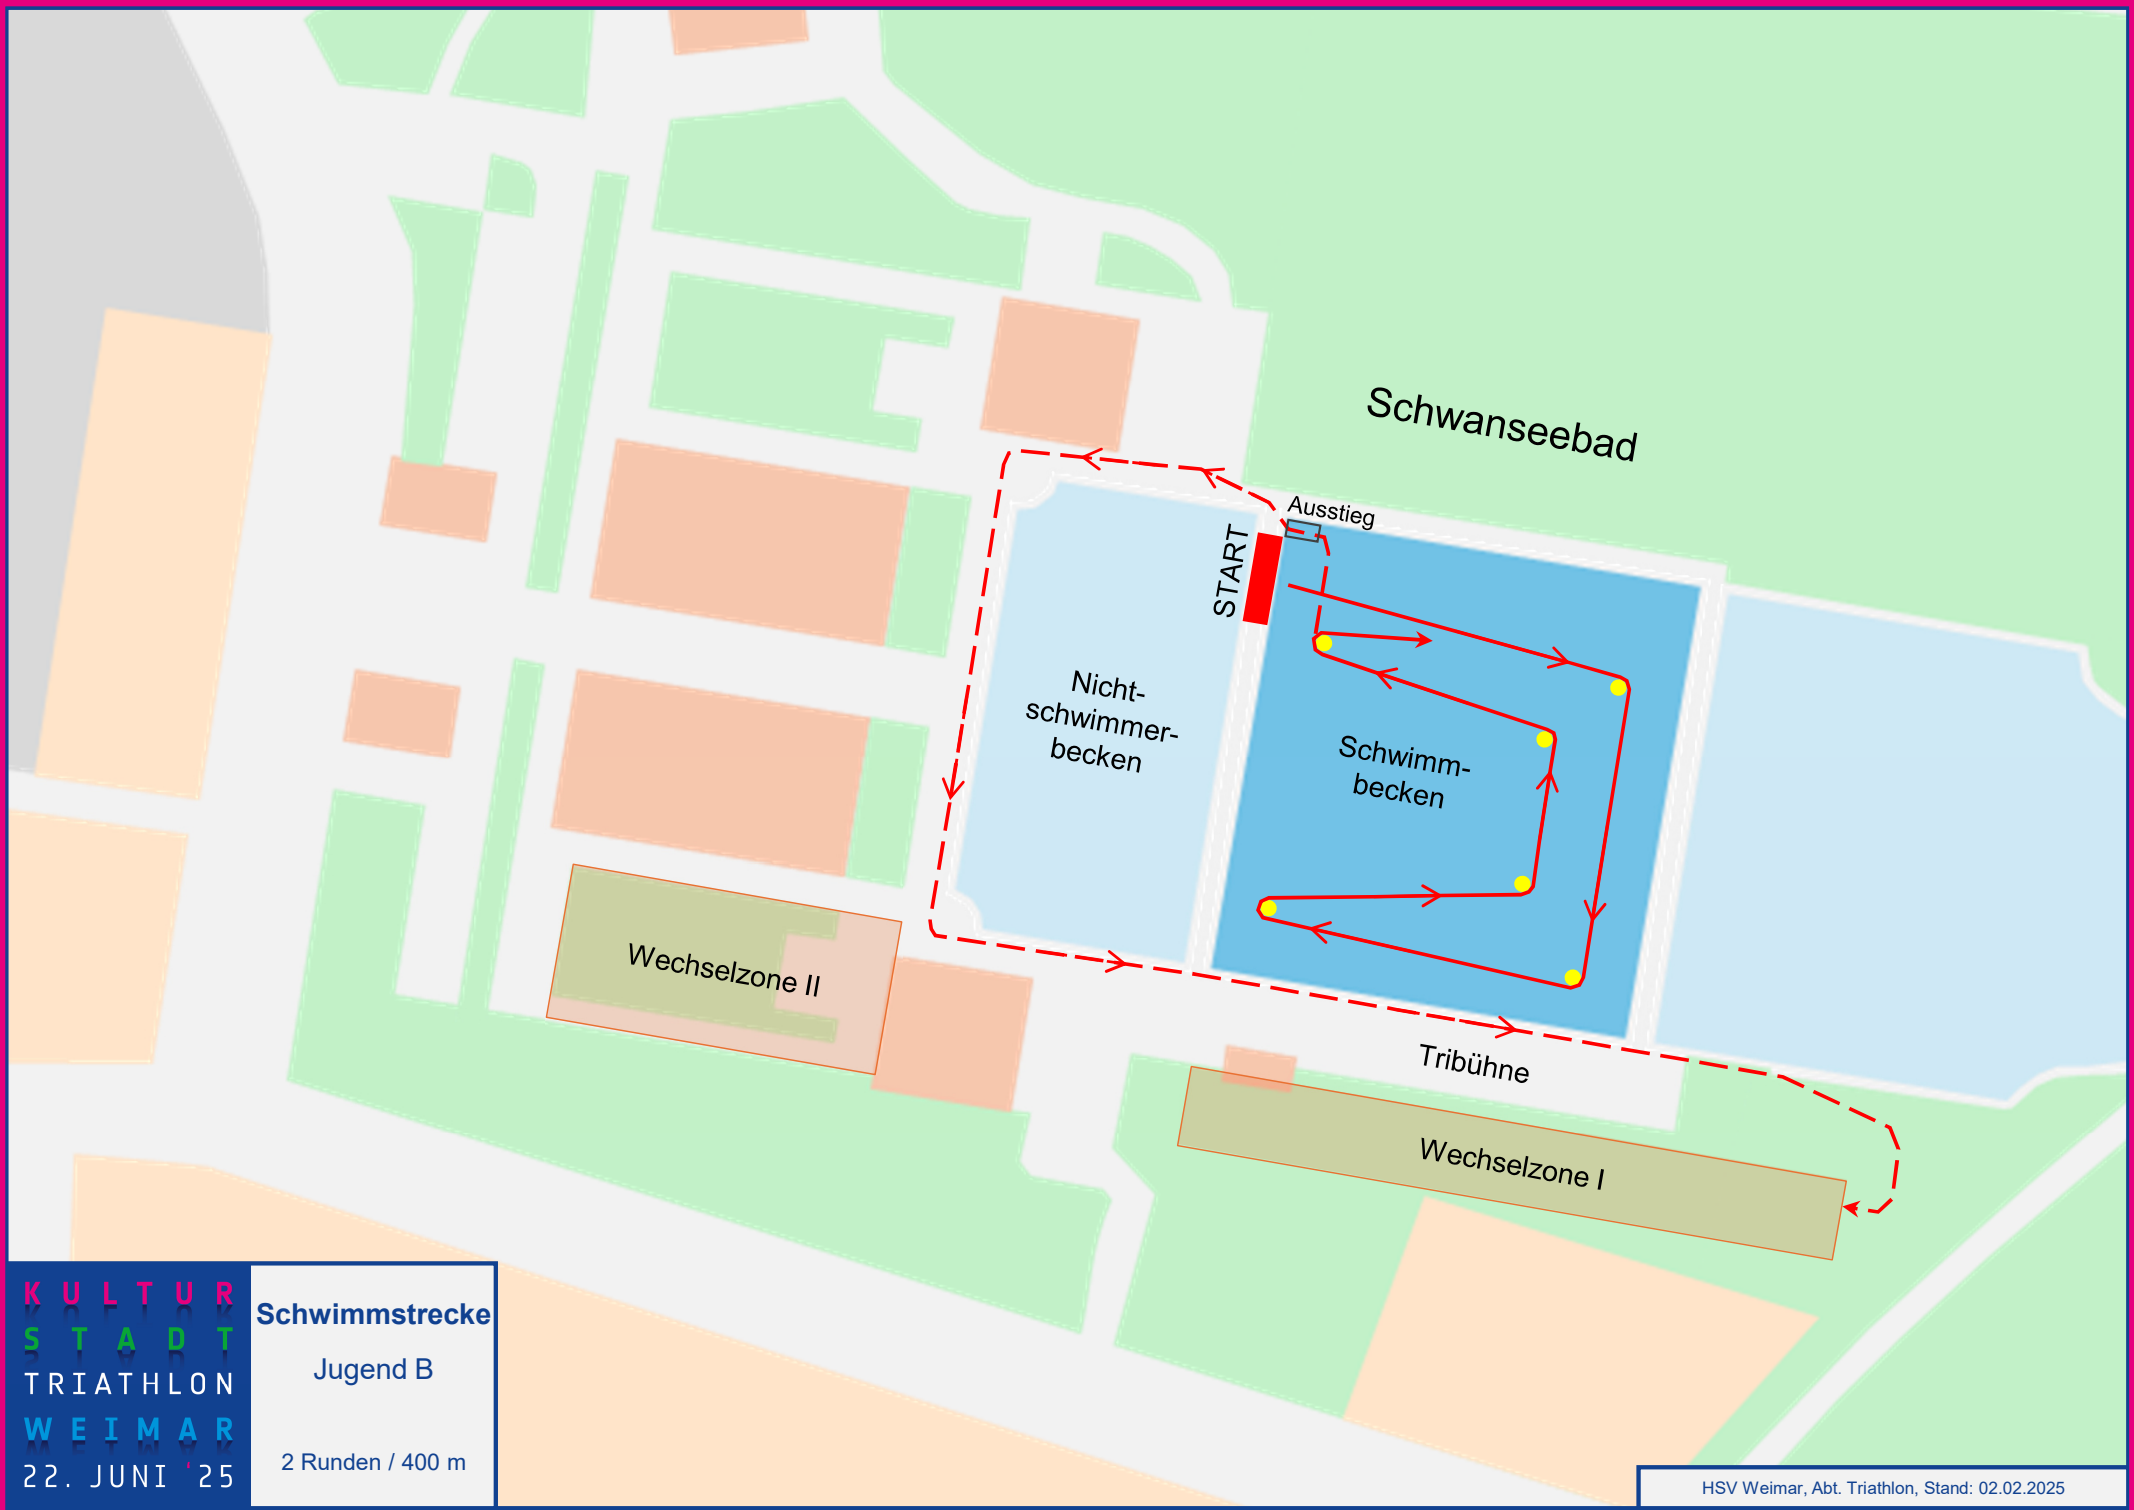 Schwanseebad
Ausstieg
START
Nicht-
schwimmer-
becken
Schwimm-
becken
Wechselzone II
Tribühne
Wechselzone I
KULTUR
STADT
TRIATHLON
WEIMAR
22. JUNI '25
Schwimmstrecke
Jugend B
2 Runden / 400 m
HSV Weimar, Abt. Triathlon, Stand: 02.02.2025